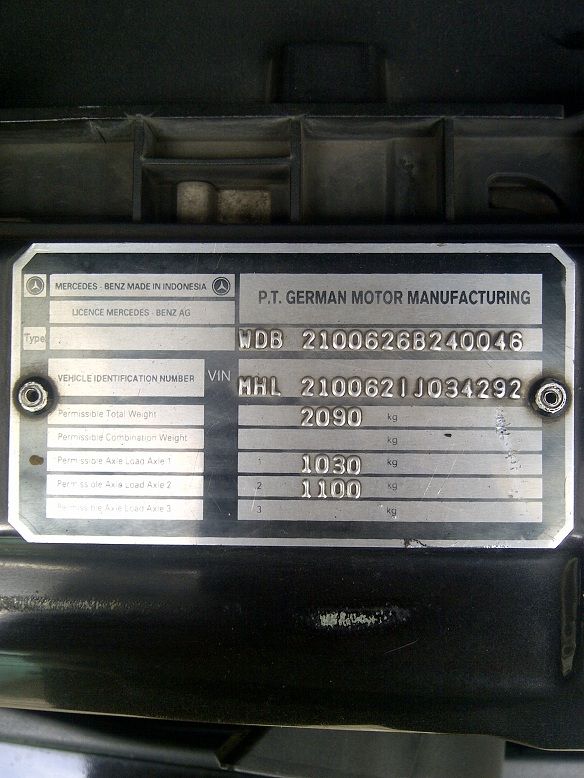 MERCEDES - BENZ MADE IN INDONESIA
LICENCE MERCEDES - BENZ AG
P.T. GERMAN MOTOR MANUFACTURING
Type WDB 2100626B240046
VEHICLE IDENTIFICATION NUMBER VIN MHL 210062IJ034292
Permissible Total Weight 2090 kg
Permissible Combination Weight kg
Permissible Axle Load Axle 1 1 1030 kg
Permissible Axle Load Axle 2 2 1100 kg
Permissible Axle Load Axle 3 3 kg